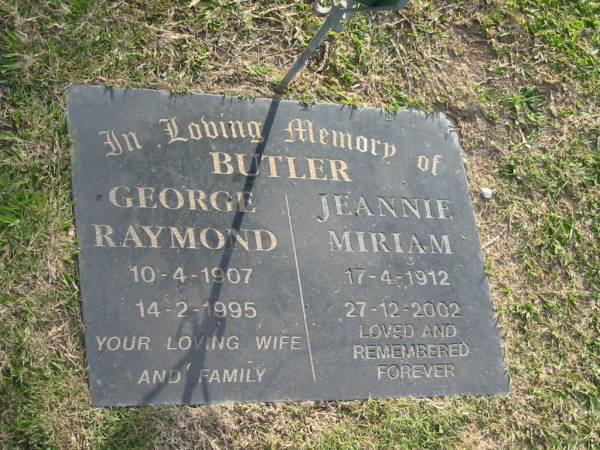 In Loving Memory of
BUTLER
GEORGE
RAYMOND
10-4-1907
14-2-1995
YOUR LOVING WIFE
AND FAMILY
JEANNIE
MIRIAM
17-4-1912
27-12-2002
LOVED AND
REMEMBERED
FOREVER